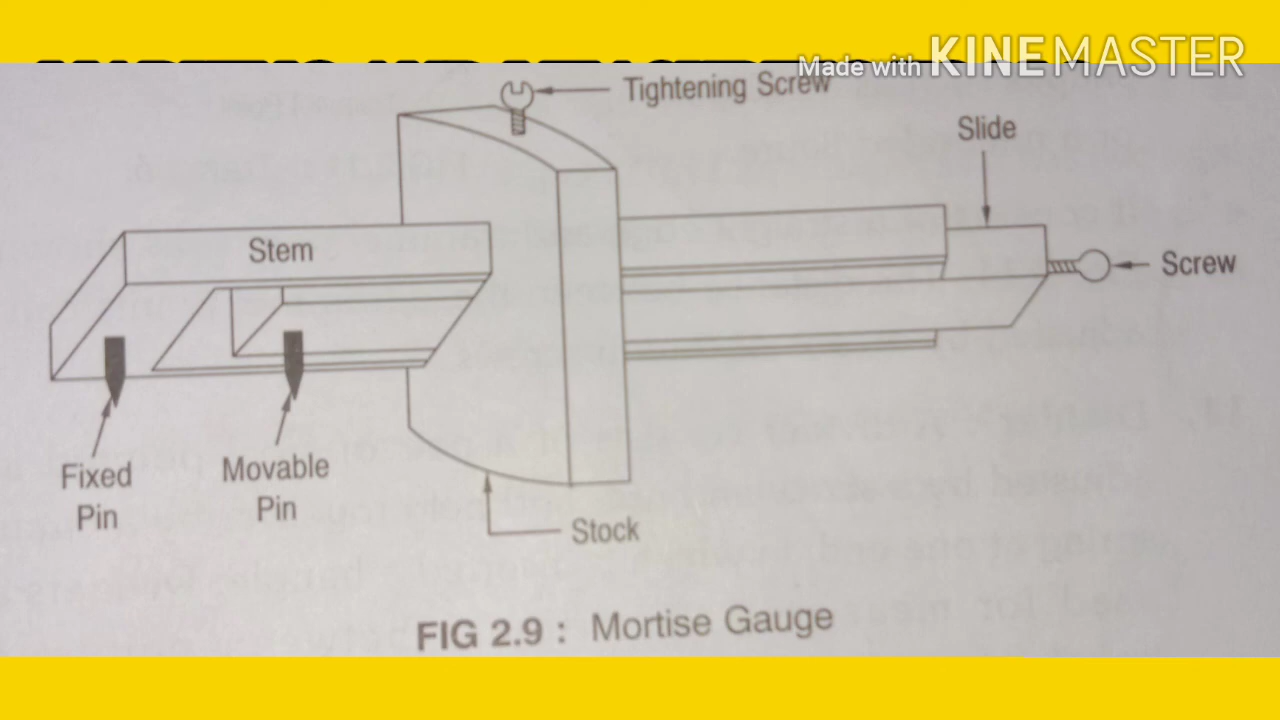 Made with KINEMASTER
Tightening Screw
Slide
Stem
Screw
Fixed
Pin
Movable
Pin
Stock
FIG 2.9 : Mortise Gauge